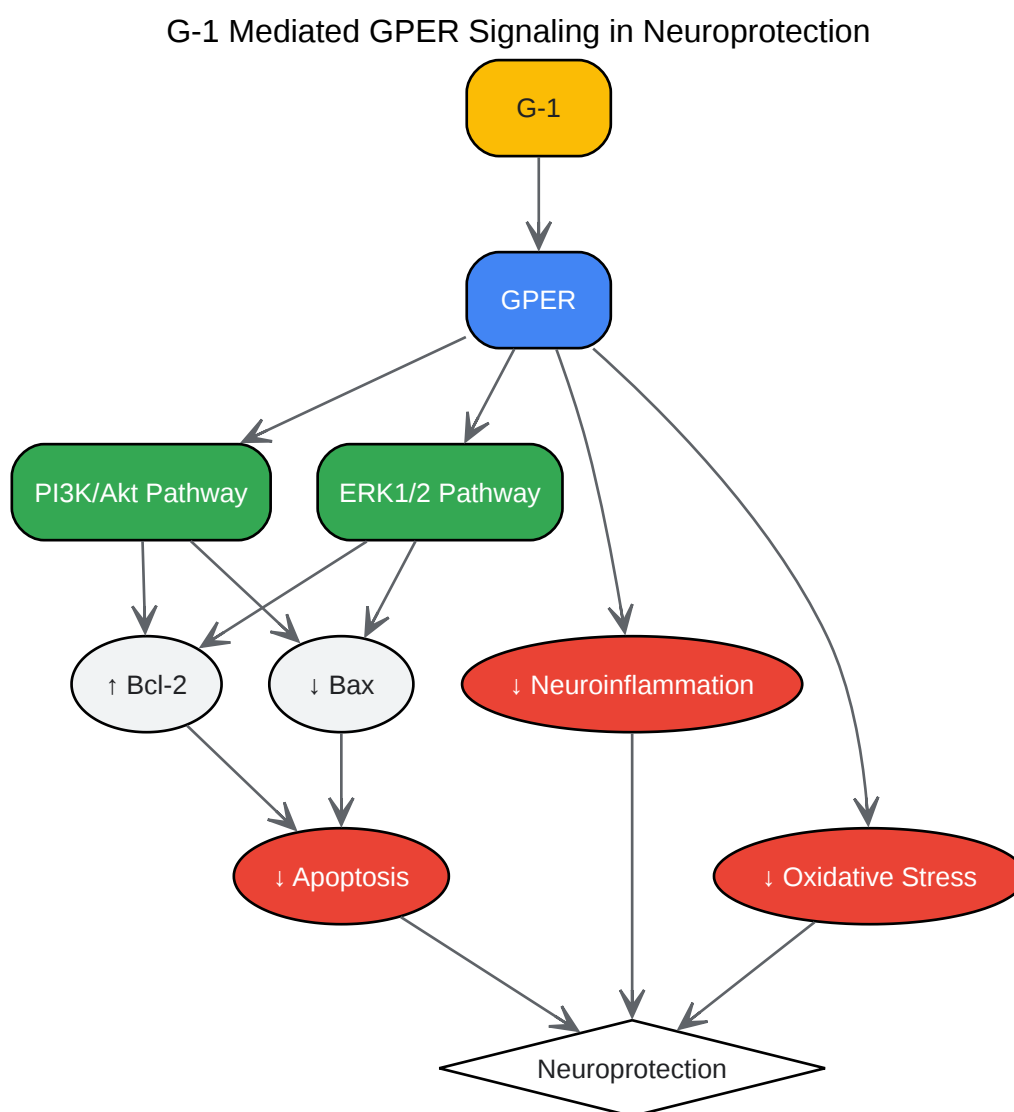 G-1 Mediated GPER Signaling in Neuroprotection
G-1
GPER
PI3K/Akt Pathway
ERK1/2 Pathway
↑ Bcl-2
↓ Bax
↓ Neuroinflammation
↓ Apoptosis
↓ Oxidative Stress
Neuroprotection